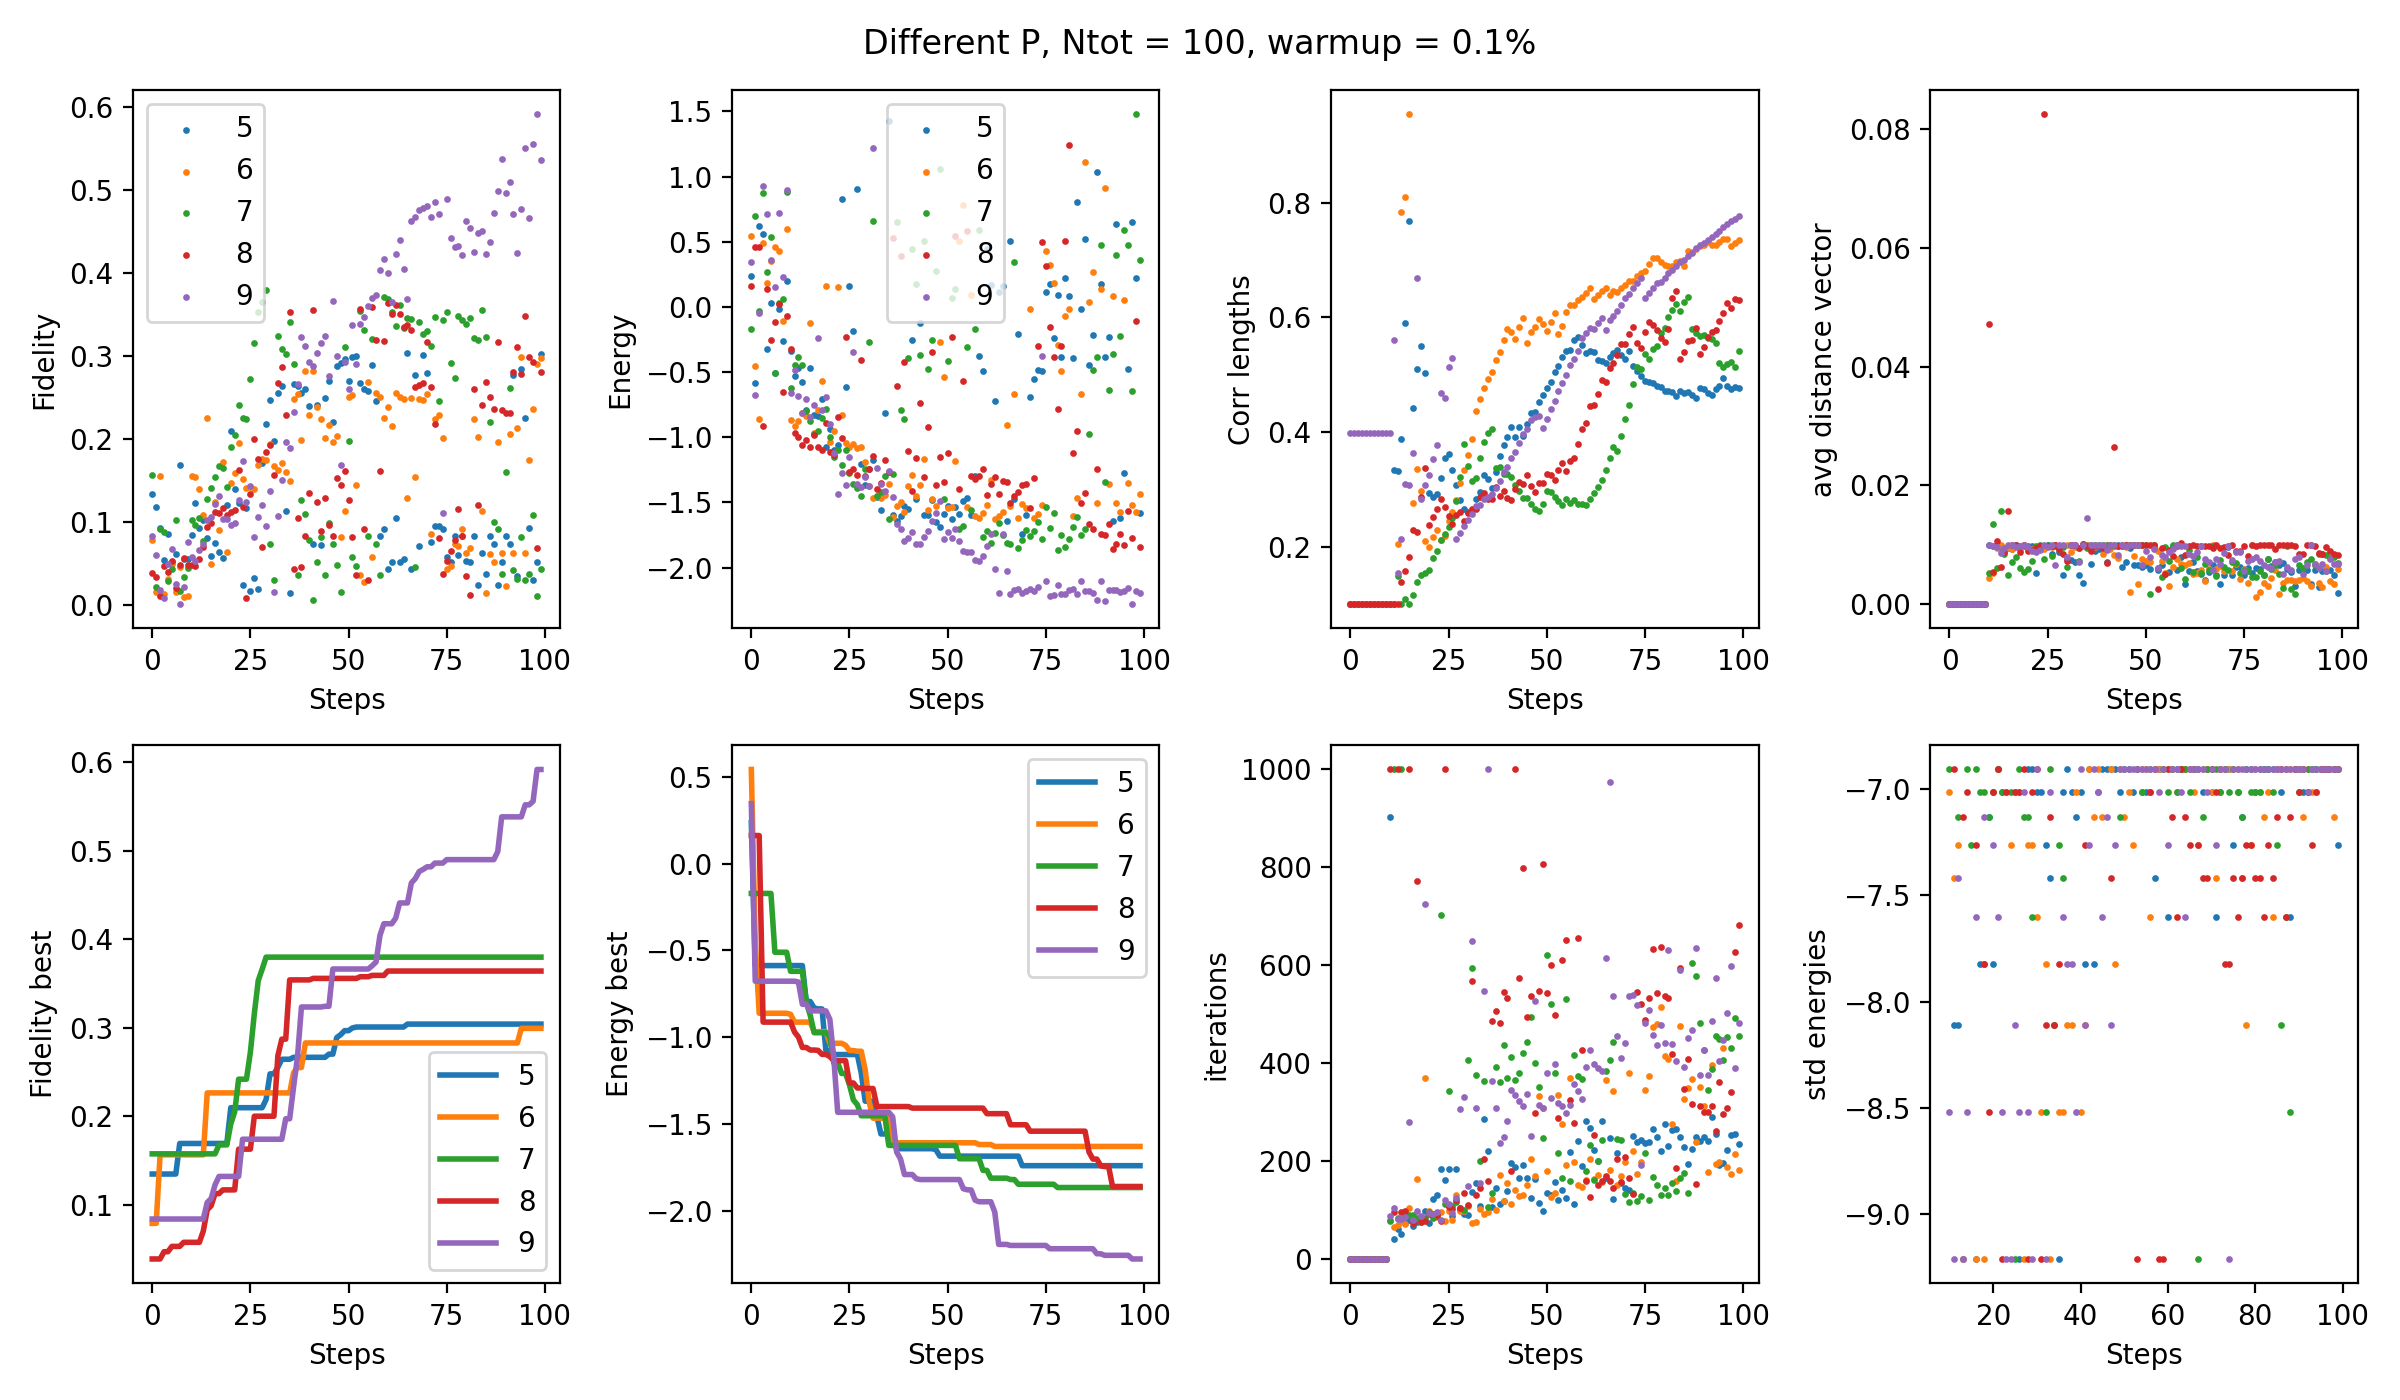 Different P, Ntot = 100, warmup = 0.1%
Fidelity
0.6
0.5
0.4
0.3
0.2
0.1
0.0
5
6
7
8
9
0 25 50 75 100
Steps
Energy
1.5
1.0
0.5
0.0
−0.5
−1.0
−1.5
−2.0
5
6
7
8
9
0 25 50 75 100
Steps
Corr lengths
0.8
0.6
0.4
0.2
0 25 50 75 100
Steps
avg distance vector
0.08
0.06
0.04
0.02
0.00
0 25 50 75 100
Steps
Fidelity best
0.6
0.5
0.4
0.3
0.2
0.1
5
6
7
8
9
0 25 50 75 100
Steps
Energy best
0.5
0.0
−0.5
−1.0
−1.5
−2.0
5
6
7
8
9
0 25 50 75 100
Steps
iterations
1000
800
600
400
200
0
0 25 50 75 100
Steps
std energies
−7.0
−7.5
−8.0
−8.5
−9.0
20 40 60 80 100
Steps